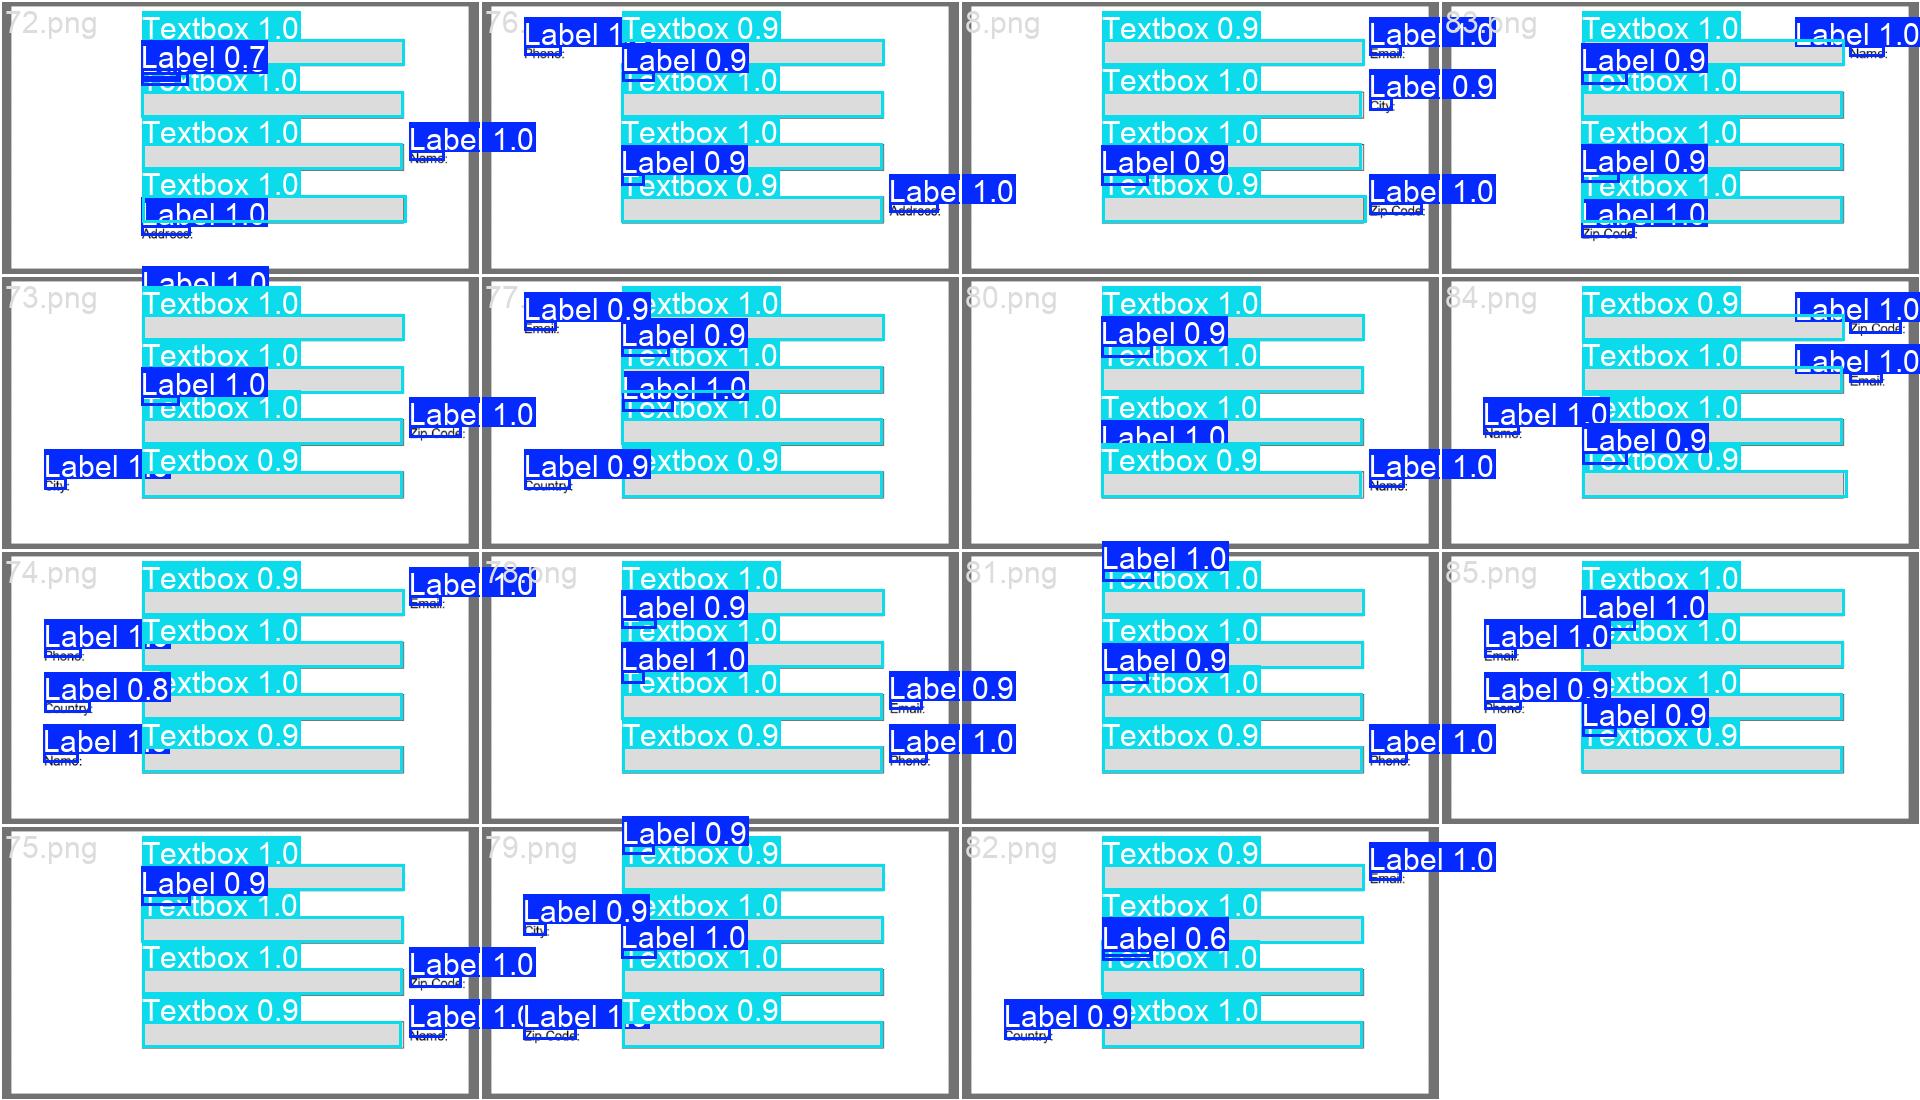 72.png
Textbox 1.0
Label 0.7
Textbox 1.0
Textbox 1.0
Label 1.0
Name:
Textbox 1.0
Label 1.0
Address:
76.
Label 1
Textbox 0.9
Phone:
Label 0.9
Textbox 1.0
Textbox 1.0
Label 0.9
Textbox 0.9
Label 1.0
Address:
8.png
Textbox 0.9
Label 1.0
Email:
Textbox 1.0
Label 0.9
City:
Textbox 1.0
Label 0.9
Textbox 0.9
Label 1.0
Zip Code:
83.png
Textbox 1.0
Label 1.0
Name:
Label 0.9
Textbox 1.0
Textbox 1.0
Label 0.9
Textbox 1.0
Label 1.0
Zip Code:
73.png
Label 1.0
Textbox 1.0
Textbox 1.0
Label 1.0
Textbox 1.0
Label 1.0
Zip Code:
Label 1.0
Textbox 0.9
City:
77.
Label 0.9
Textbox 1.0
Email:
Label 0.9
Textbox 1.0
Label 1.0
Textbox 1.0
Label 0.9
Textbox 0.9
Country:
80.png
Textbox 1.0
Label 0.9
Textbox 1.0
Textbox 1.0
Label 1.0
Textbox 0.9
Label 1.0
Name:
84.png
Textbox 0.9
Label 1.0
Zip Code:
Textbox 1.0
Label 1.0
Email:
Label 1.0
Textbox 1.0
Name:
Label 0.9
Textbox 0.9
74.png
Textbox 0.9
Label 1.0
Email:
Label 1.0
Textbox 1.0
Phone:
Label 0.8
Textbox 1.0
Country:
Label 1.0
Textbox 0.9
Name:
78.png
Textbox 1.0
Label 0.9
Textbox 1.0
Label 1.0
Textbox 1.0
Label 0.9
Email:
Textbox 0.9
Label 1.0
Phone:
81.png
Label 1.0
Textbox 1.0
Textbox 1.0
Label 0.9
Textbox 1.0
Textbox 0.9
Label 1.0
Phone:
85.png
Textbox 1.0
Label 1.0
Label 1.0
Textbox 1.0
Email:
Label 0.9
Textbox 1.0
Phone:
Label 0.9
Textbox 0.9
75.png
Textbox 1.0
Label 0.9
Textbox 1.0
Textbox 1.0
Label 1.0
Zip Code:
Textbox 0.9
Label 1.0
Name:
79.png
Label 0.9
Textbox 1.0
Label 0.9
Textbox 1.0
City:
Label 1.0
Textbox 1.0
Label 1
Textbox 0.9
Zip Code:
82.png
Textbox 0.9
Label 1.0
Email:
Textbox 1.0
Label 0.6
Textbox 1.0
Label 0.9
Textbox 1.0
Country: